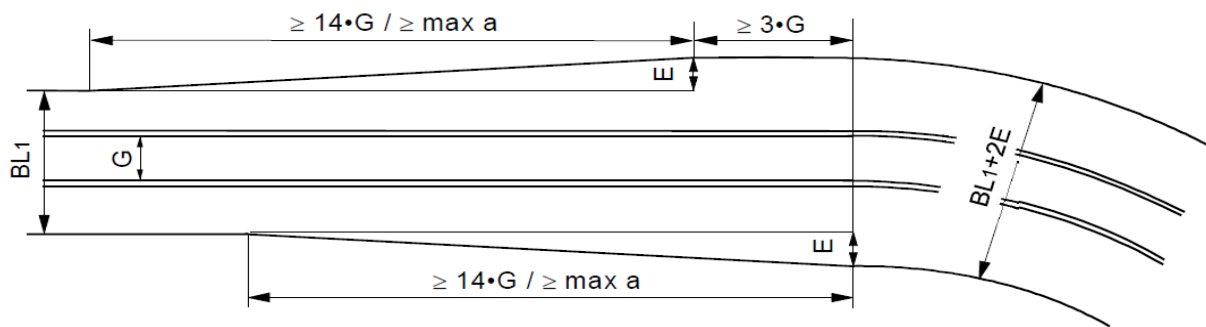 ≥ 14•G / ≥ max a
≥ 3•G
E
BL1
G
BL1+2E
E
≥ 14•G / ≥ max a